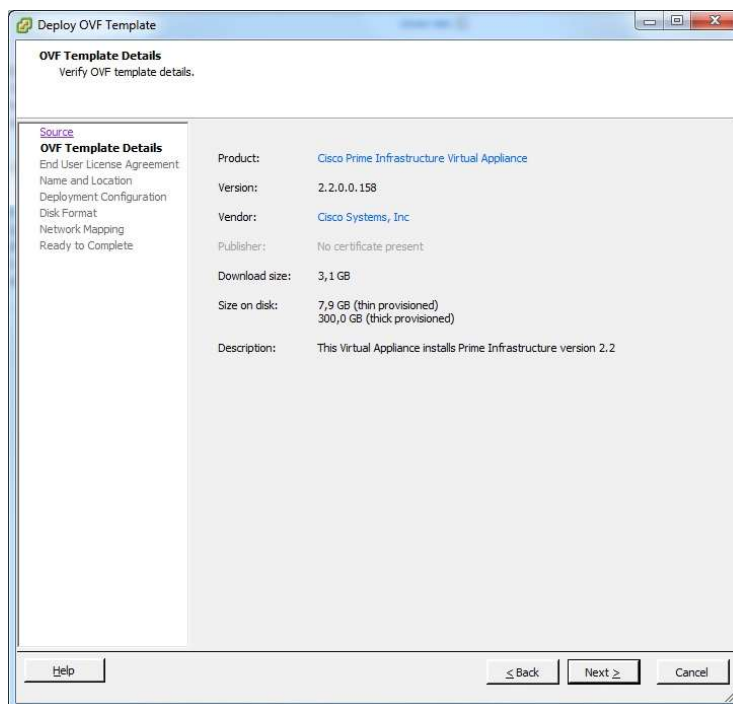 Deploy OVF Template
OVF Template Details
Verify OVF template details.
Source
OVF Template Details
End User License Agreement
Name and Location
Deployment Configuration
Disk Format
Network Mapping
Ready to Complete
Product: Cisco Prime Infrastructure Virtual Appliance
Version: 2.2.0.0.158
Vendor: Cisco Systems, Inc
Publisher: No certificate present
Download size: 3,1 GB
Size on disk: 7,9 GB (thin provisioned)
300,0 GB (thick provisioned)
Description: This Virtual Appliance installs Prime Infrastructure version 2.2
Help
< Back Next > Cancel